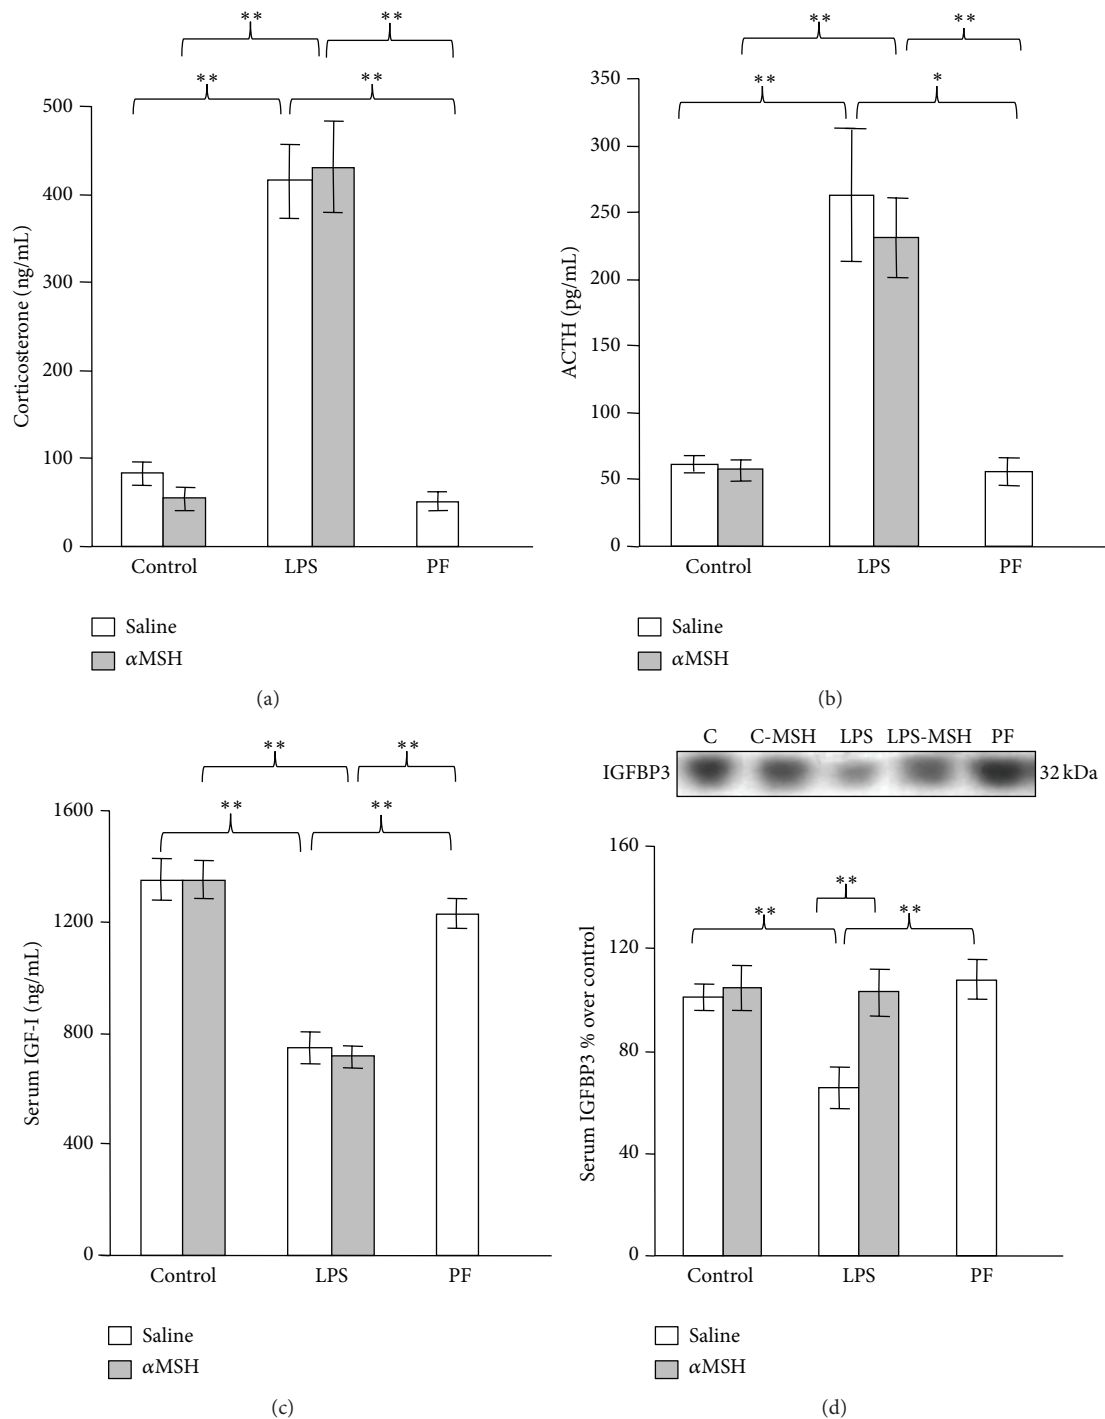 **
**
**
**
500
400
300
200
100
0
Corticosterone (ng/mL)
Control
LPS
PF
Saline
αMSH
(a)
**
**
**
*
350
300
250
200
150
100
50
0
ACTH (pg/mL)
Control
LPS
PF
Saline
αMSH
(b)
**
**
**
**
1600
1200
800
400
0
Serum IGF-I (ng/mL)
Control
LPS
PF
Saline
αMSH
(c)
C C-MSH LPS LPS-MSH PF
IGFBP3 32 kDa
**
**
**
160
120
80
40
0
Serum IGFBP3 % over control
Control
LPS
PF
Saline
αMSH
(d)